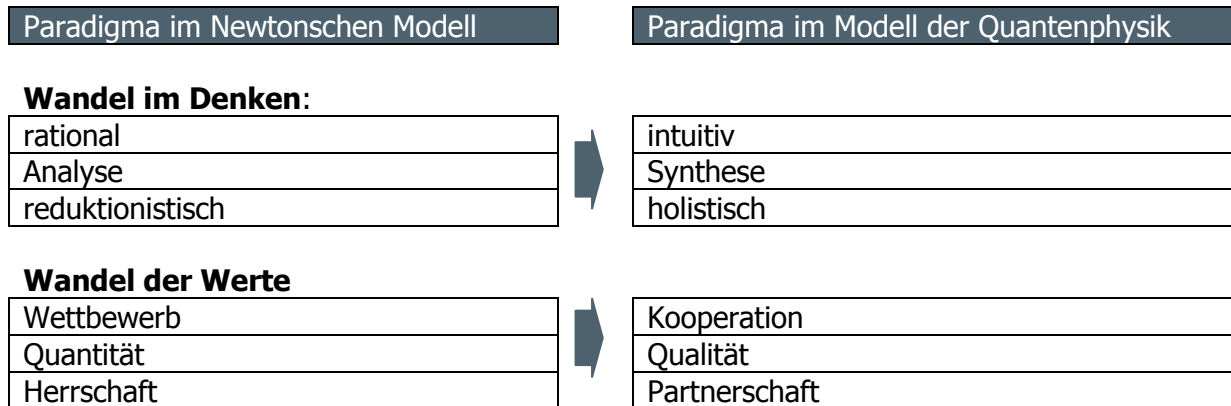 Paradigma im Newtonschen Modell Paradigma im Modell der Quantenphysik
Wandel im Denken:
rational intuitiv
Analyse Synthese
reduktionistisch holistisch
Wandel der Werte
Wettbewerb Kooperation
Quantität Qualität
Herrschaft Partnerschaft